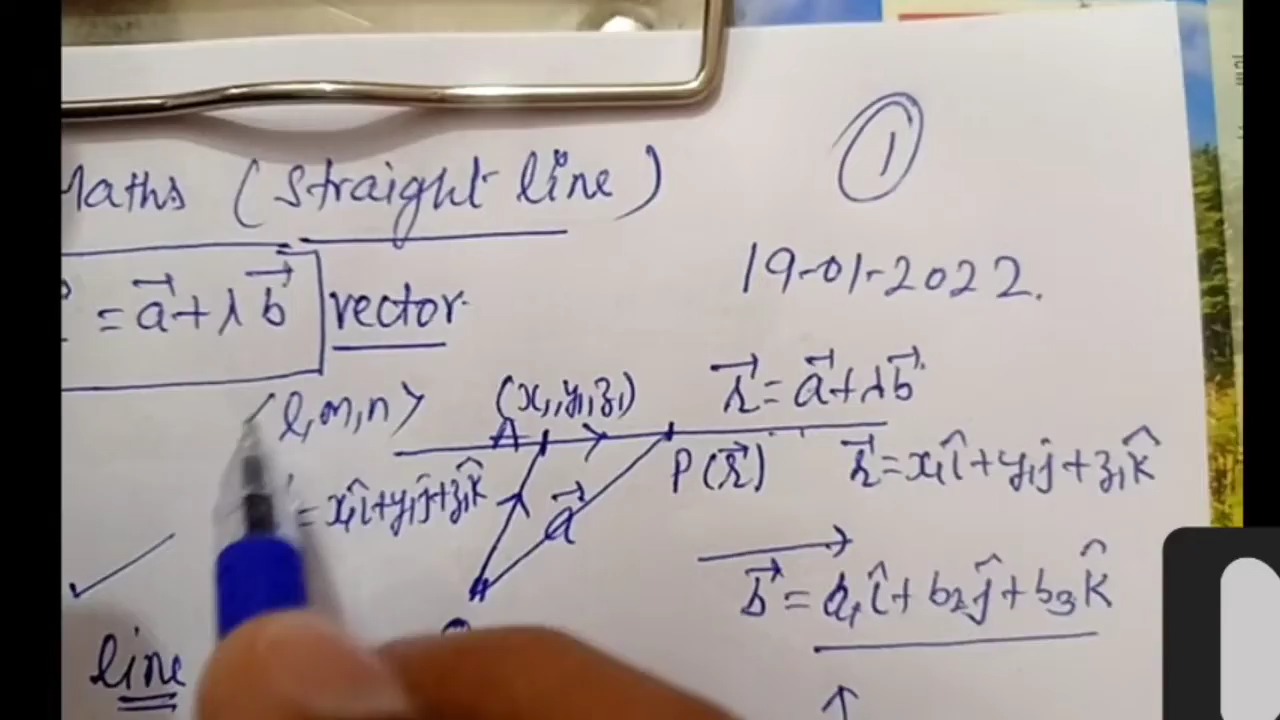 Maths (Straight line)
①
19-01-2022.
= a⃗ + λ b⃗ vector
<l, m, n>
(x₁, y₁, z₁)
r⃗ = a⃗ + λb⃗
A
P(r⃗)
r⃗ = x₁î + y₁ĵ + z₁k̂
= x₁î + y₁ĵ + z₁k̂
a⃗
b⃗ = b₁î + b₂ĵ + b₃k̂
line